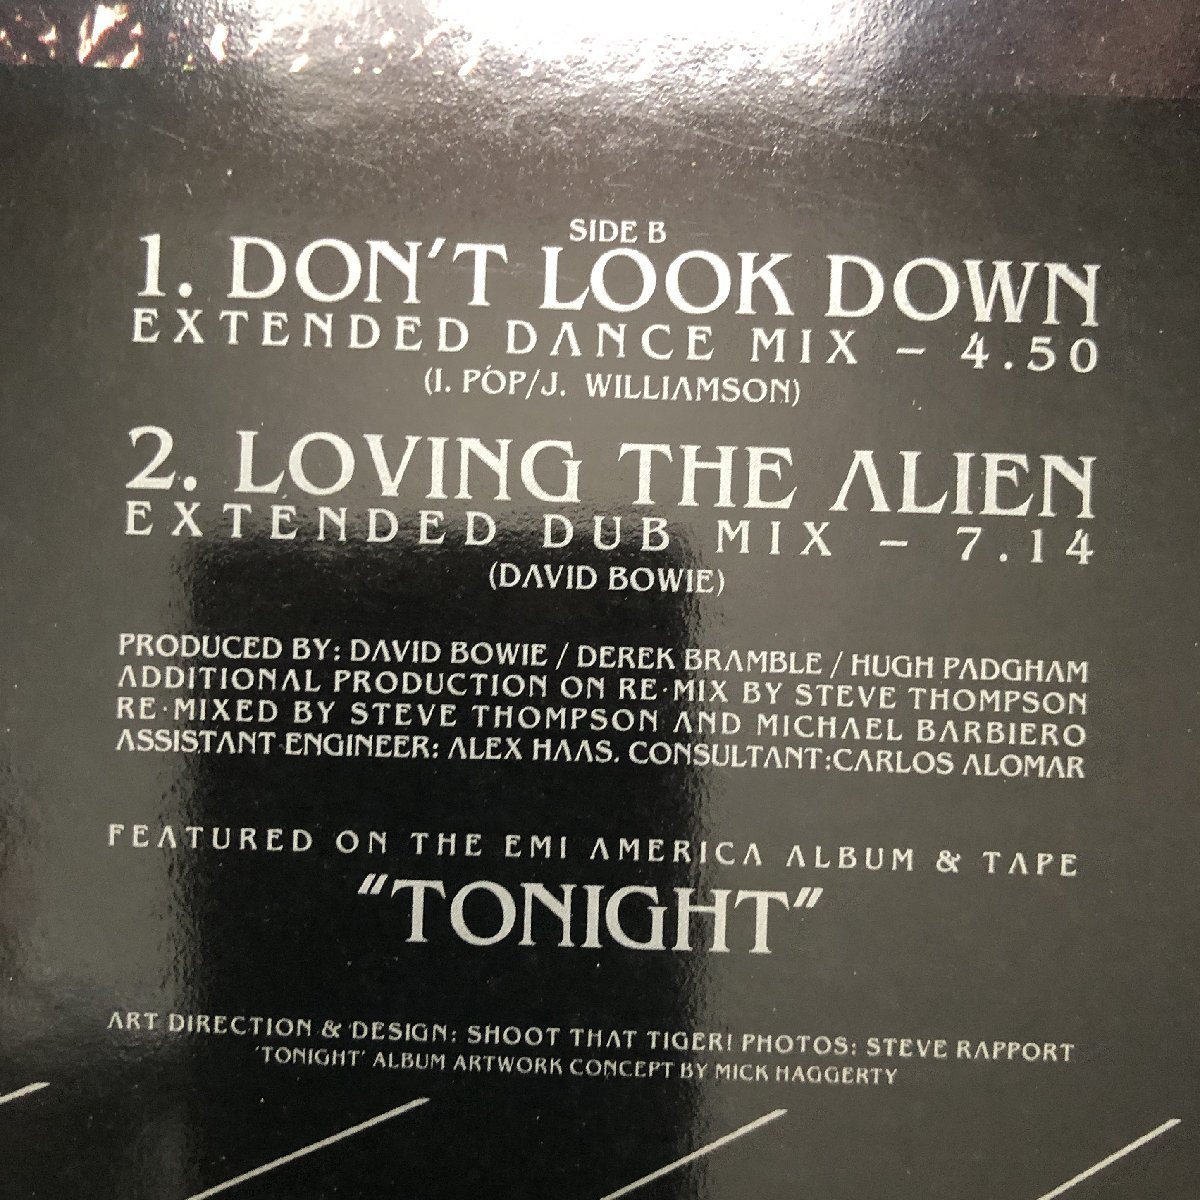 SIDE B
1. DON'T LOOK DOWN
EXTENDED DANCE MIX – 4.50
(I. POP/J. WILLIAMSON)
2. LOVING THE ALIEN
EXTENDED DUB MIX – 7.14
(DAVID BOWIE)
PRODUCED BY: DAVID BOWIE / DEREK BRAMBLE / HUGH PADGHAM
ADDITIONAL PRODUCTION ON RE·MIX BY STEVE THOMPSON
RE·MIXED BY STEVE THOMPSON AND MICHAEL BARBIERO
ASSISTANT ENGINEER: ALEX HAAS. CONSULTANT:CARLOS ALOMAR
FEATURED ON THE EMI AMERICA ALBUM & TAPE
"TONIGHT"
ART DIRECTION & DESIGN: SHOOT THAT TIGER! PHOTOS: STEVE RAPPORT
'TONIGHT' ALBUM ARTWORK CONCEPT BY MICK HAGGERTY